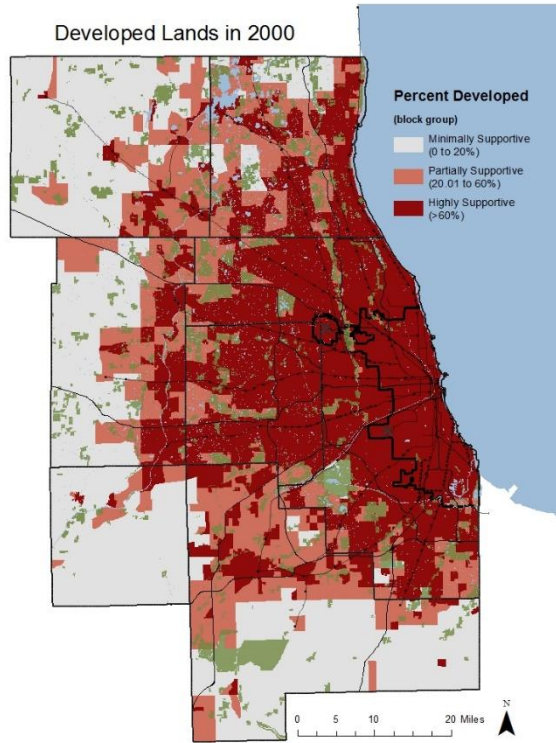 Developed Lands in 2000
Percent Developed
(block group)
Minimally Supportive
(0 to 20%)
Partially Supportive
(20.01 to 60%)
Highly Supportive
(>60%)
N
0 5 10 20 Miles